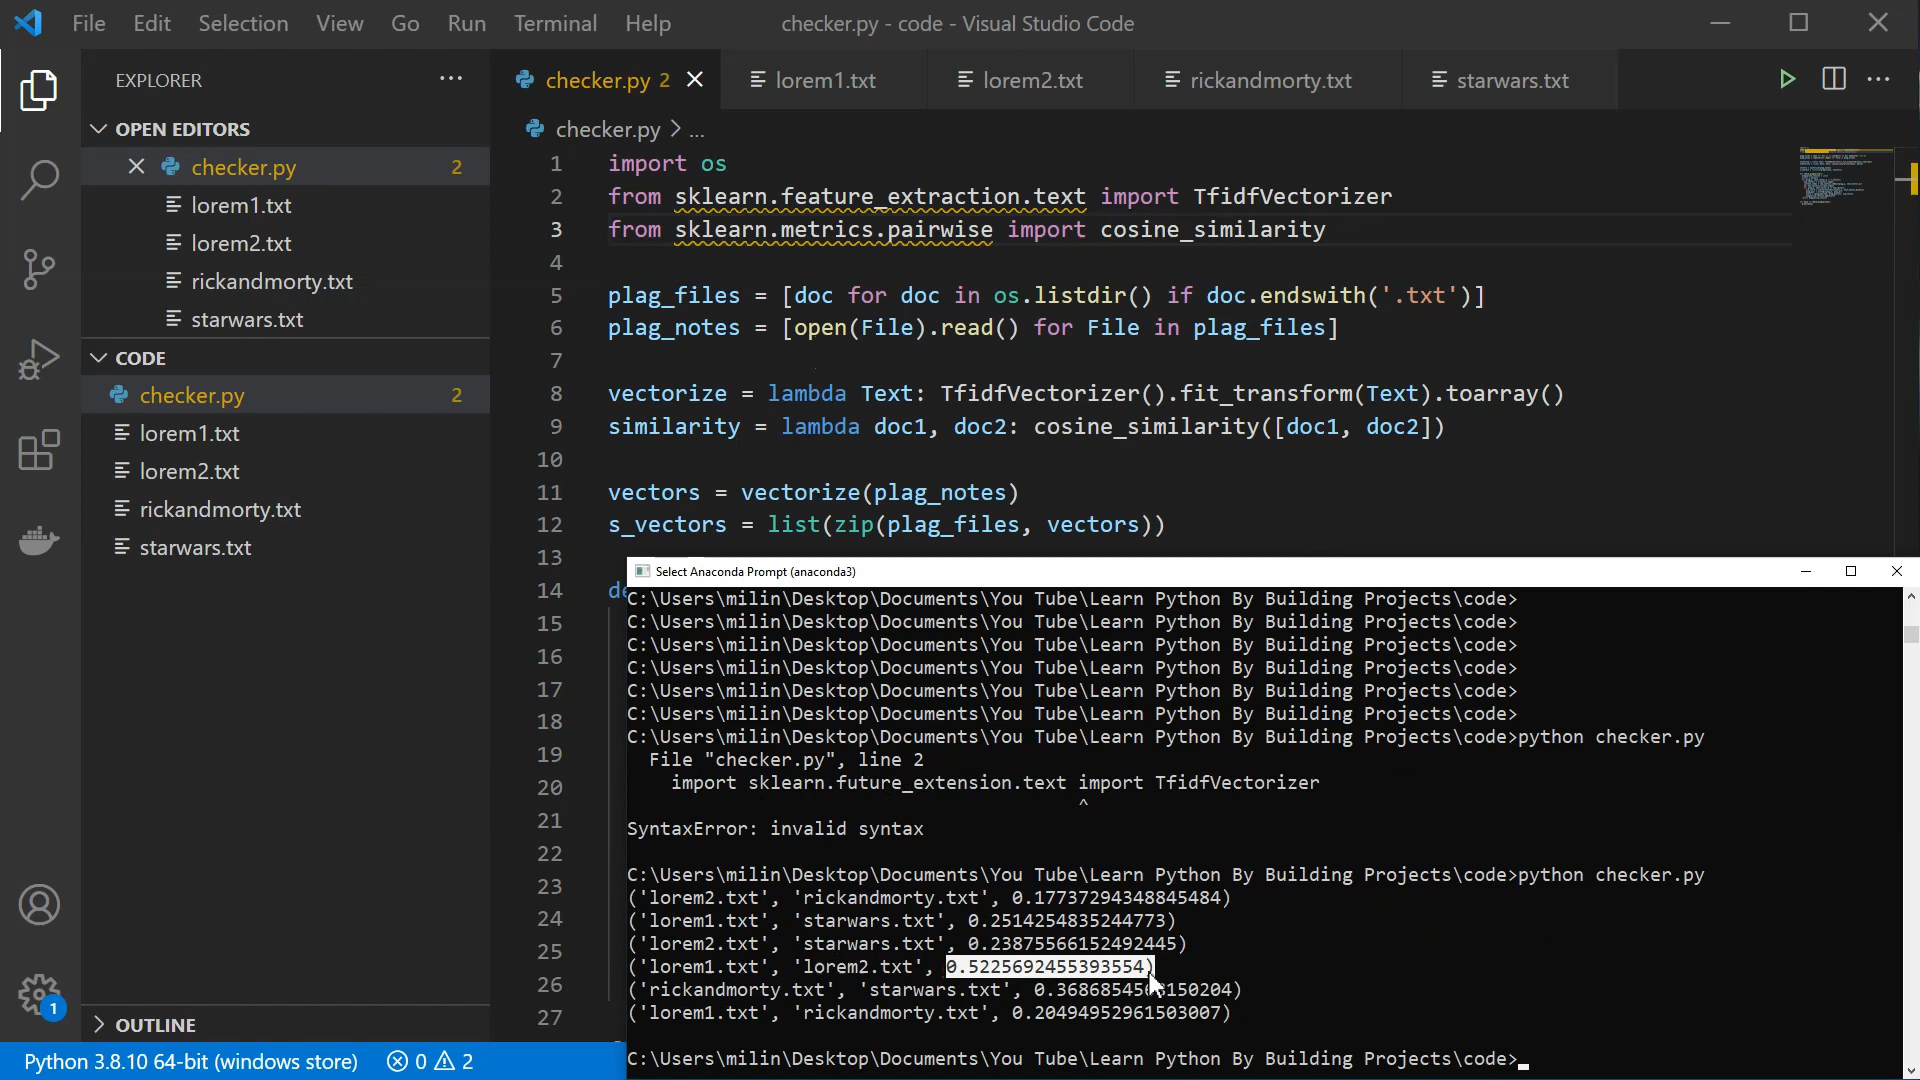 File Edit Selection View Go Run Terminal Help
checker.py - code - Visual Studio Code
EXPLORER
OPEN EDITORS
checker.py 2
lorem1.txt
lorem2.txt
rickandmorty.txt
starwars.txt
CODE
checker.py 2
lorem1.txt
lorem2.txt
rickandmorty.txt
starwars.txt
OUTLINE
1
checker.py 2 lorem1.txt lorem2.txt rickandmorty.txt starwars.txt
checker.py > ...
1 import os
2 from sklearn.feature_extraction.text import TfidfVectorizer
3 from sklearn.metrics.pairwise import cosine_similarity
4
5 plag_files = [doc for doc in os.listdir() if doc.endswith('.txt')]
6 plag_notes = [open(File).read() for File in plag_files]
7
8 vectorize = lambda Text: TfidfVectorizer().fit_transform(Text).toarray()
9 similarity = lambda doc1, doc2: cosine_similarity([doc1, doc2])
10
11 vectors = vectorize(plag_notes)
12 s_vectors = list(zip(plag_files, vectors))
13
14 de
15
16
17
18
19
20
21
22
23
24
25
26
27
Select Anaconda Prompt (anaconda3)
C:\Users\milin\Desktop\Documents\You Tube\Learn Python By Building Projects\code>
C:\Users\milin\Desktop\Documents\You Tube\Learn Python By Building Projects\code>
C:\Users\milin\Desktop\Documents\You Tube\Learn Python By Building Projects\code>
C:\Users\milin\Desktop\Documents\You Tube\Learn Python By Building Projects\code>
C:\Users\milin\Desktop\Documents\You Tube\Learn Python By Building Projects\code>
C:\Users\milin\Desktop\Documents\You Tube\Learn Python By Building Projects\code>
C:\Users\milin\Desktop\Documents\You Tube\Learn Python By Building Projects\code>python checker.py
File "checker.py", line 2
import sklearn.future_extension.text import TfidfVectorizer
^
SyntaxError: invalid syntax
C:\Users\milin\Desktop\Documents\You Tube\Learn Python By Building Projects\code>python checker.py
('lorem2.txt', 'rickandmorty.txt', 0.17737294348845484)
('lorem1.txt', 'starwars.txt', 0.2514254835244773)
('lorem2.txt', 'starwars.txt', 0.23875566152492445)
('lorem1.txt', 'lorem2.txt', 0.5225692455393554)
('rickandmorty.txt', 'starwars.txt',
('lorem1.txt', 'rickandmorty.txt', 0.20494952961503007)
C:\Users\milin\Desktop\Documents\You Tube\Learn Python By Building Projects\code>
Python 3.8.10 64-bit (windows store) 0 2